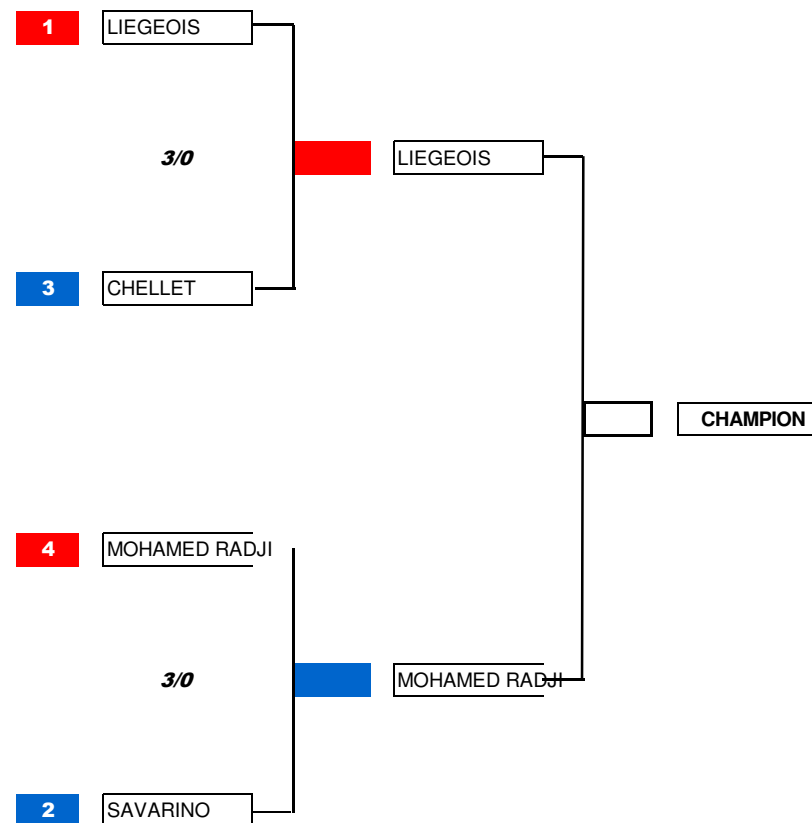 1 LIEGEOIS
3/0 LIEGEOIS
3 CHELLET
CHAMPION
4 MOHAMED RADJI
3/0 MOHAMED RADJI
2 SAVARINO